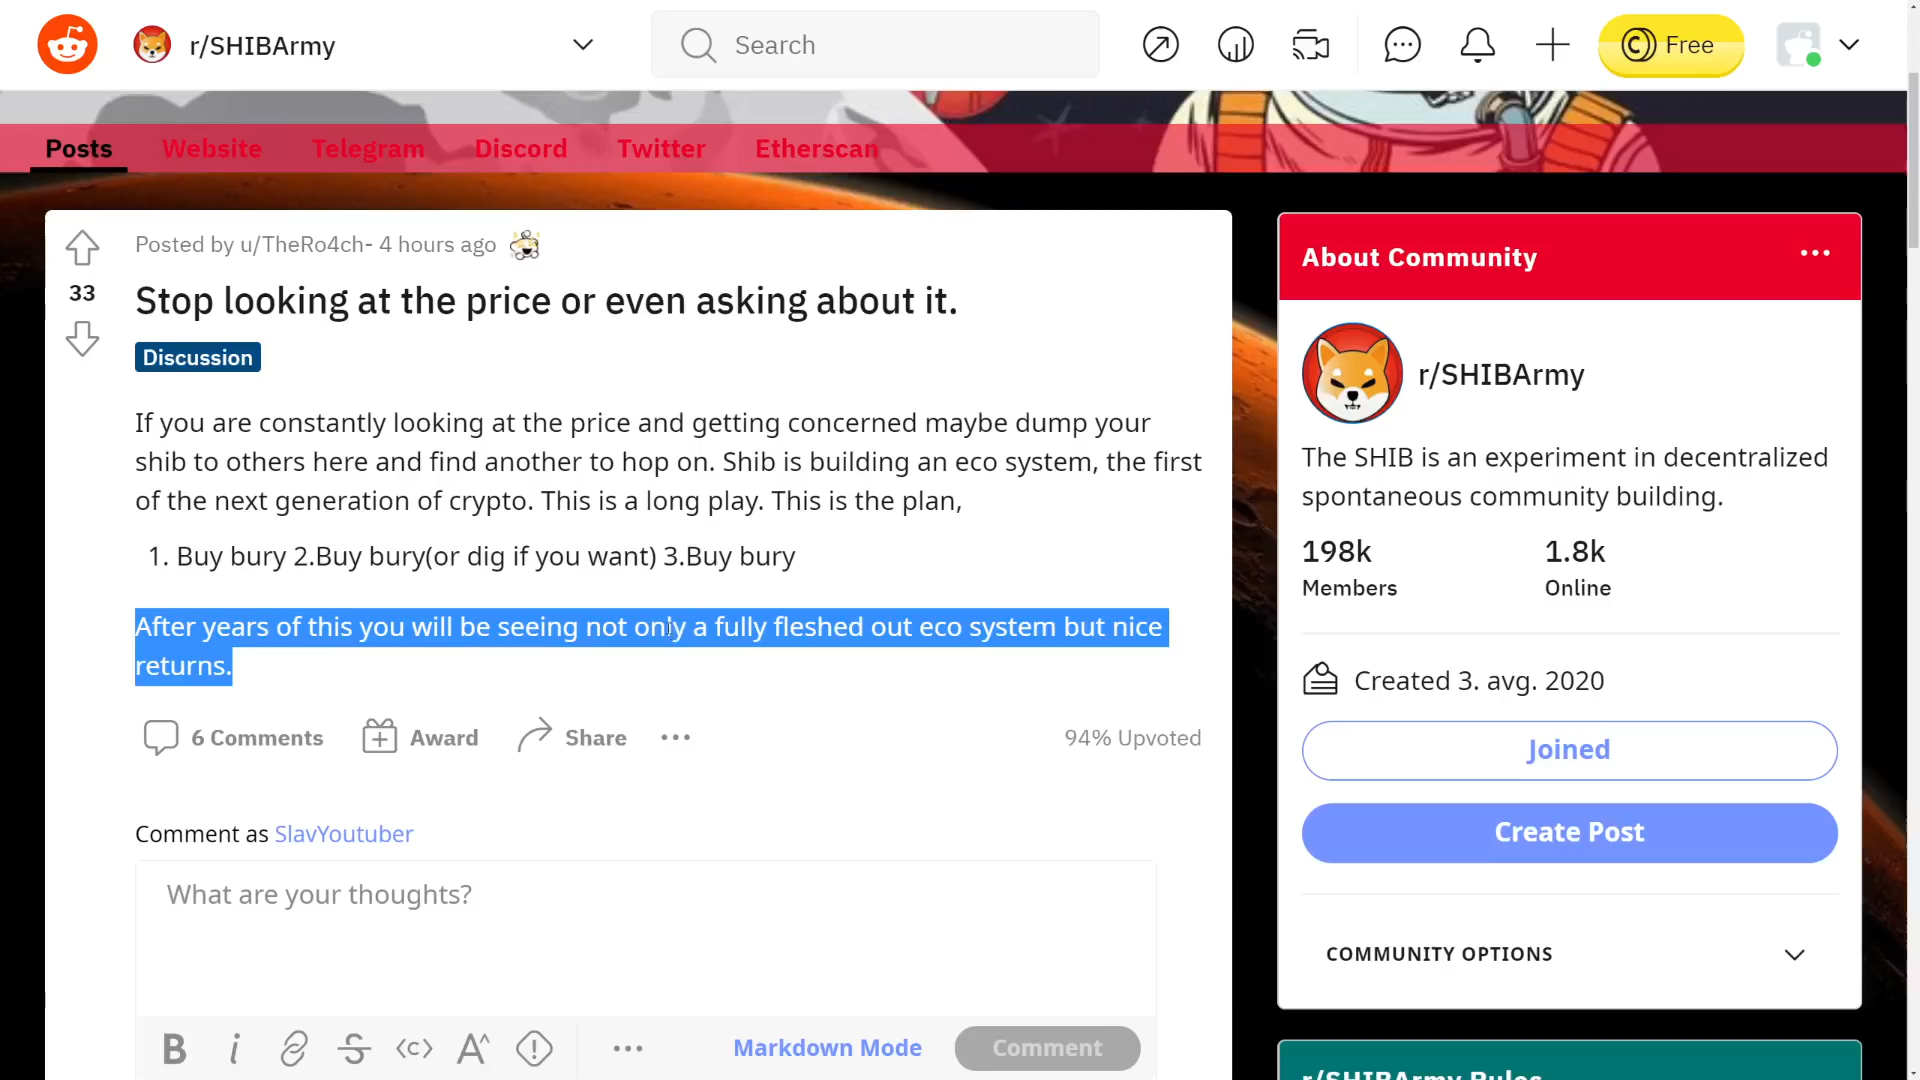 r/SHIBArmy
Search
Free
Posts
Website
Telegram
Discord
Twitter
Etherscan
Posted by u/TheRo4ch- 4 hours ago
33
Stop looking at the price or even asking about it.
Discussion
If you are constantly looking at the price and getting concerned maybe dump your
shib to others here and find another to hop on. Shib is building an eco system, the first
of the next generation of crypto. This is a long play. This is the plan,
1. Buy bury 2.Buy bury(or dig if you want) 3.Buy bury
After years of this you will be seeing not only a fully fleshed out eco system but nice
returns.
6 Comments
Award
Share
94% Upvoted
Comment as SlavYoutuber
What are your thoughts?
Markdown Mode
Comment
About Community
r/SHIBArmy
The SHIB is an experiment in decentralized
spontaneous community building.
198k
1.8k
Members
Online
Created 3. avg. 2020
Joined
Create Post
COMMUNITY OPTIONS
r/SHIBArmy Rules